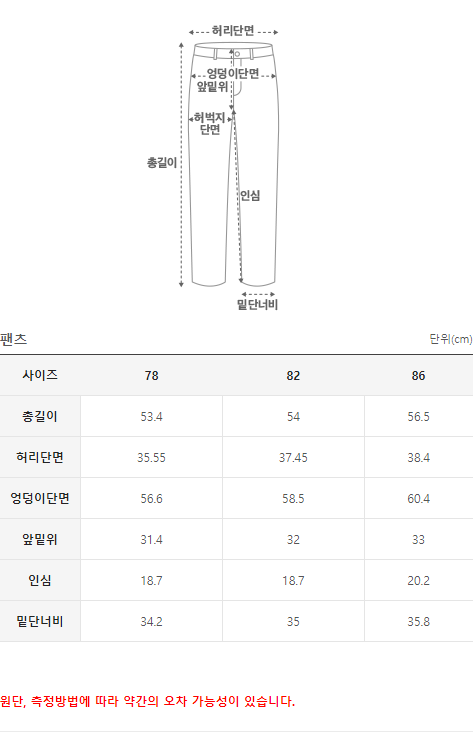 허리단면
엉덩이단면
앞밑위
허벅지
단면
총길이
인심
밑단너비
팬츠 단위(cm)
사이즈 78 82 86
총길이 53.4 54 56.5
허리단면 35.55 37.45 38.4
엉덩이단면 56.6 58.5 60.4
앞밑위 31.4 32 33
인심 18.7 18.7 20.2
밑단너비 34.2 35 35.8
원단, 측정방법에 따라 약간의 오차 가능성이 있습니다.